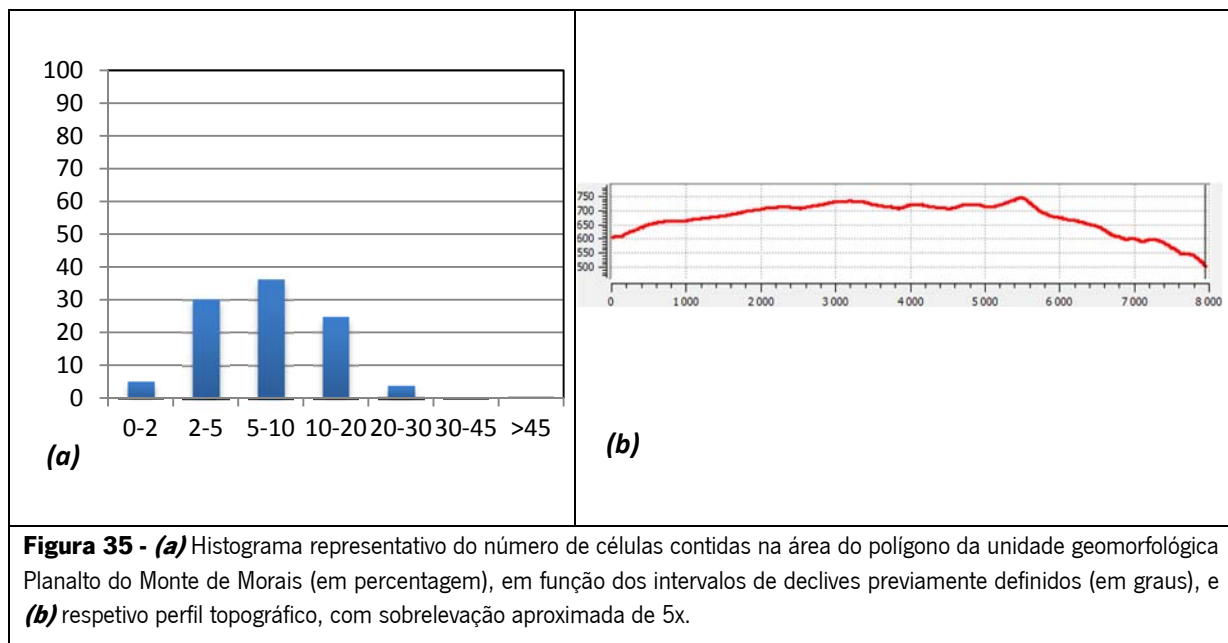 100
90
80
70
60
50
40
30
20
10
0
0-2 2-5 5-10 10-20 20-30 30-45 >45
(a)
750
700
650
600
550
500
0 1 000 2 000 3 000 4 000 5 000 6 000 7 000 8 000
(b)
Figura 35 - (a) Histograma representativo do número de células contidas na área do polígono da unidade geomorfológica
Planalto do Monte de Morais (em percentagem), em função dos intervalos de declives previamente definidos (em graus), e
(b) respetivo perfil topográfico, com sobrelevação aproximada de 5x.